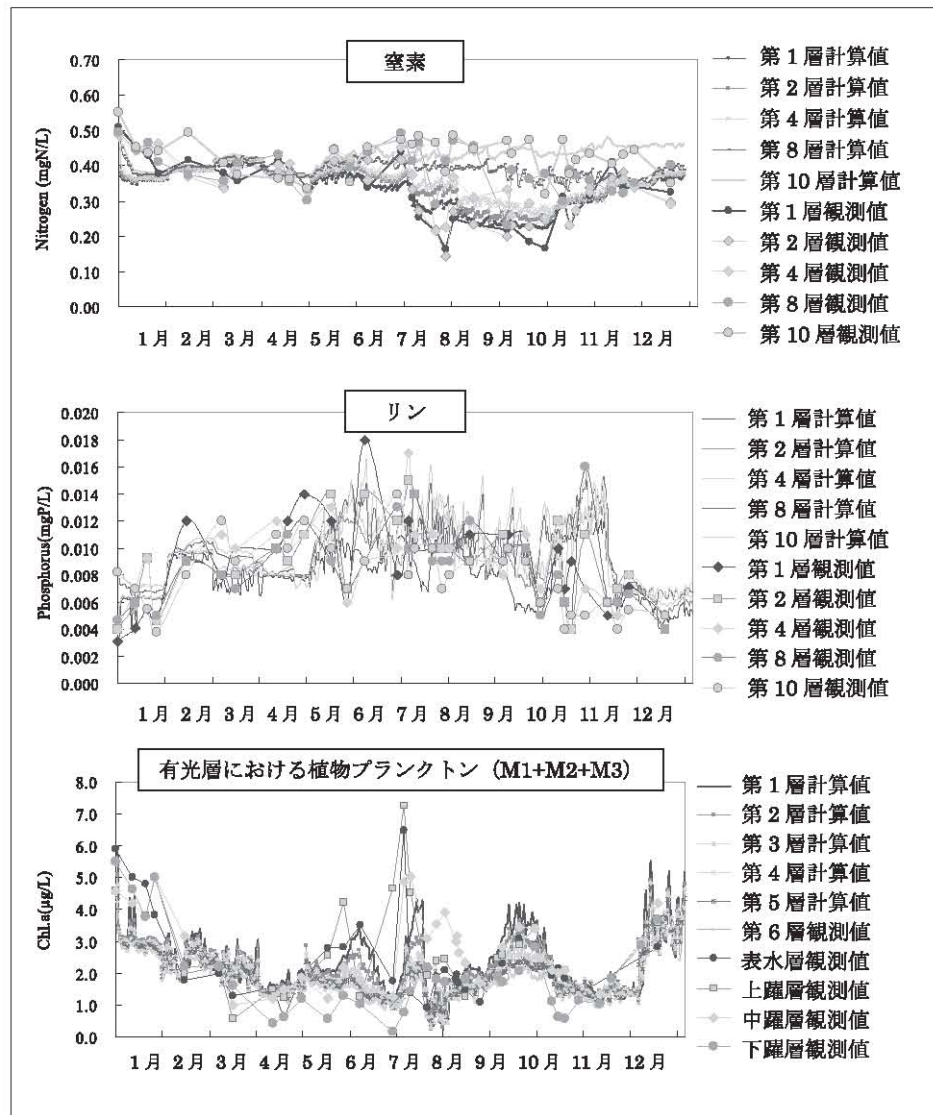 窒素
0.70
0.60
0.50
0.40
0.30
0.20
0.10
0.00
Nitrogen (mgN/L)
1月 2月 3月 4月 5月 6月 7月 8月 9月 10月 11月 12月
第1層計算値
第2層計算値
第4層計算値
第8層計算値
第10層計算値
第1層観測値
第2層観測値
第4層観測値
第8層観測値
第10層観測値
リン
0.020
0.018
0.016
0.014
0.012
0.010
0.008
0.006
0.004
0.002
0.000
Phosphorus(mgP/L)
1月 2月 3月 4月 5月 6月 7月 8月 9月 10月 11月 12月
第1層計算値
第2層計算値
第4層計算値
第8層計算値
第10層計算値
第1層観測値
第2層観測値
第4層観測値
第8層観測値
第10層観測値
有光層における植物プランクトン(M1+M2+M3)
8.0
7.0
6.0
5.0
4.0
3.0
2.0
1.0
0.0
Chl.a(μg/L)
1月 2月 3月 4月 5月 6月 7月 8月 9月 10月 11月 12月
第1層計算値
第2層計算値
第3層計算値
第4層計算値
第5層計算値
第6層観測値
表水層観測値
上躍層観測値
中躍層観測値
下躍層観測値